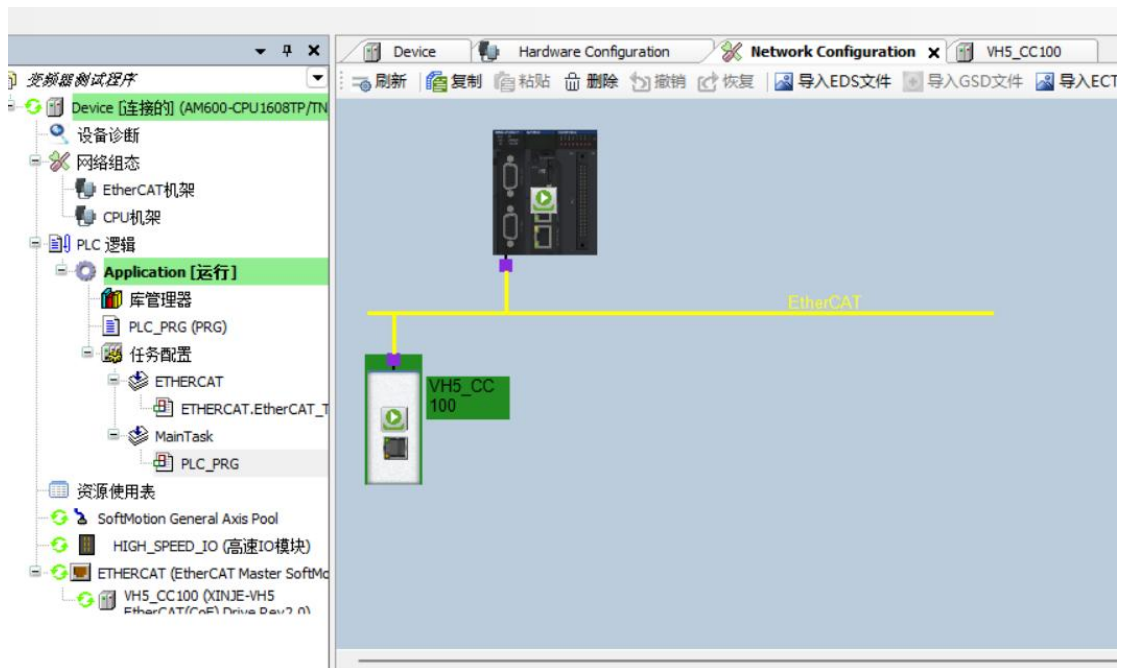 Device
Hardware Configuration
Network Configuration
VH5_CC100
变频器测试程序
刷新
复制
粘贴
删除
撤销
恢复
导入EDS文件
导入GSD文件
导入ECT
Device [连接的] (AM600-CPU1608TP/TN
设备诊断
网络组态
EtherCAT机架
CPU机架
PLC 逻辑
Application [运行]
库管理器
PLC_PRG (PRG)
任务配置
ETHERCAT
ETHERCAT.EtherCAT_T
MainTask
PLC_PRG
资源使用表
SoftMotion General Axis Pool
HIGH_SPEED_IO (高速IO模块)
ETHERCAT (EtherCAT Master SoftMo
VH5_CC100 (XINJE-VH5
EtherCAT(CoE) Drive Rev2.0)
EtherCAT
VH5_CC
100